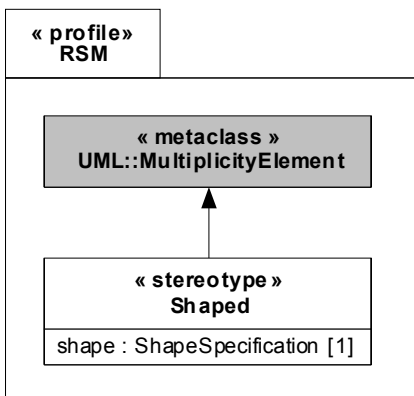 « profile»
RSM
« metaclass »
UML::MultiplicityElement
« stereotype»
Shaped
shape : ShapeSpecification [1]